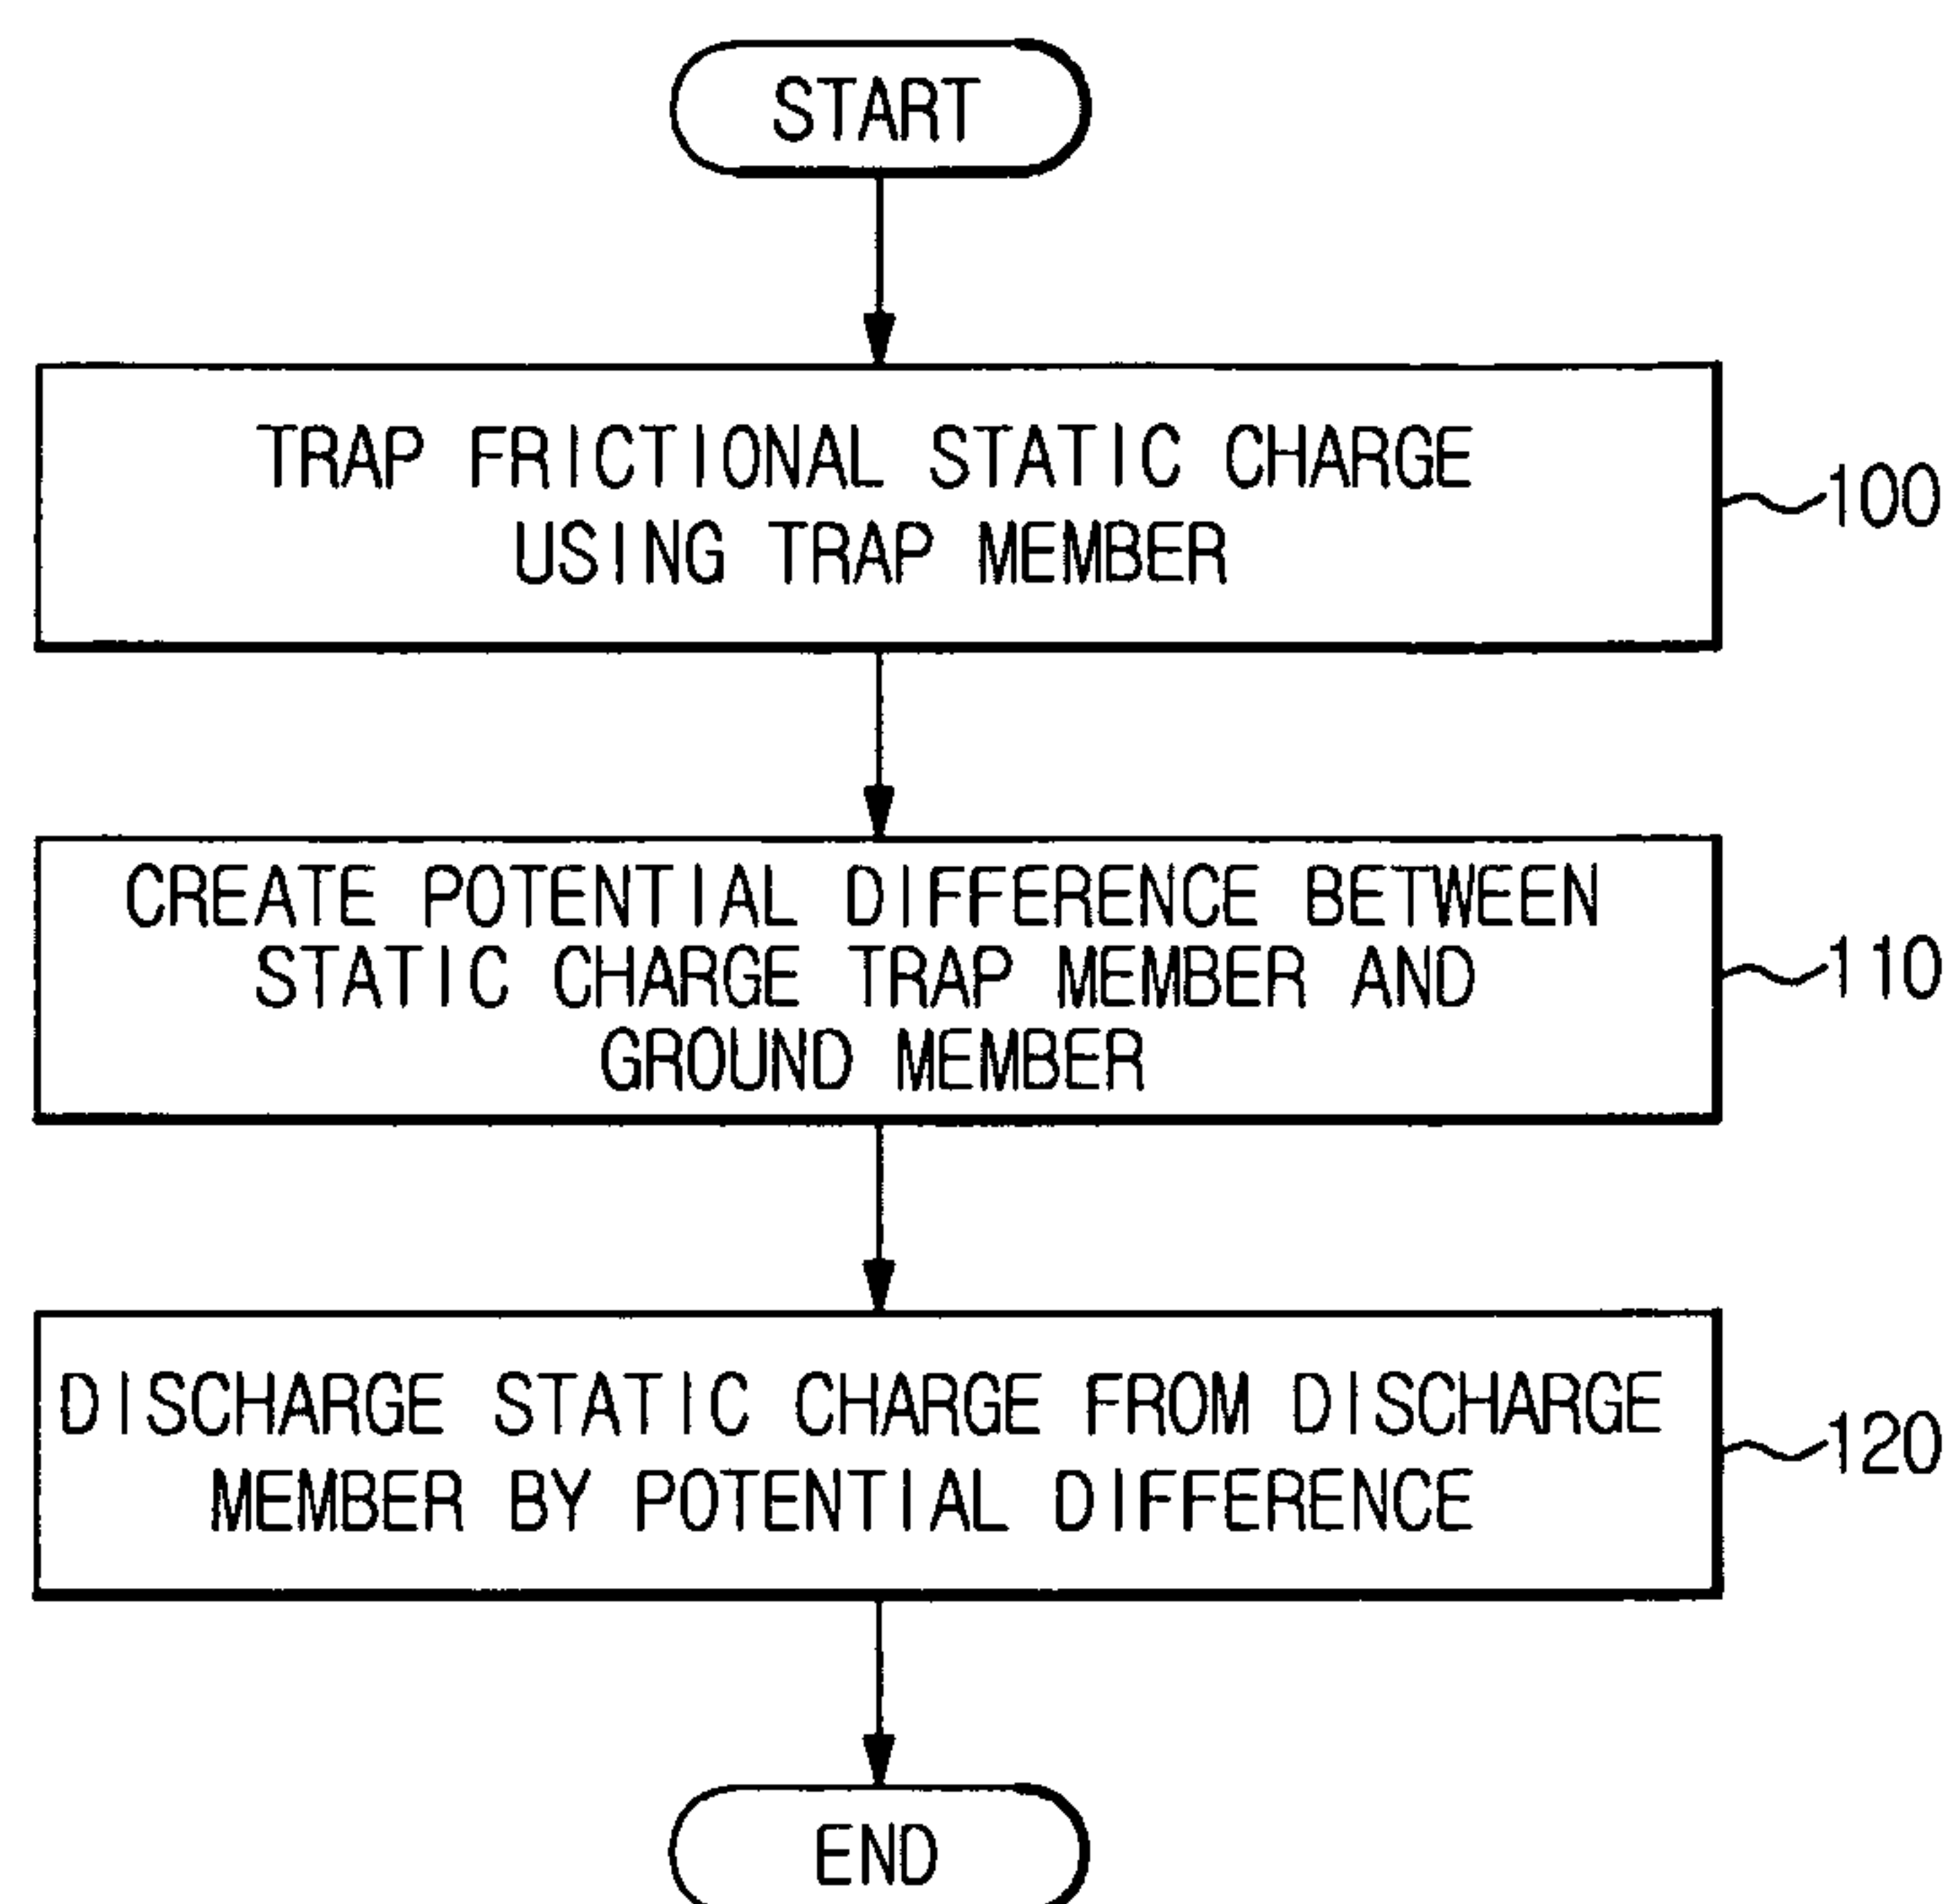 START
TRAP FRICTIONAL STATIC CHARGE
USING TRAP MEMBER
100
CREATE POTENTIAL DIFFERENCE BETWEEN
STATIC CHARGE TRAP MEMBER AND
GROUND MEMBER
110
DISCHARGE STATIC CHARGE FROM DISCHARGE
MEMBER BY POTENTIAL DIFFERENCE
120
END